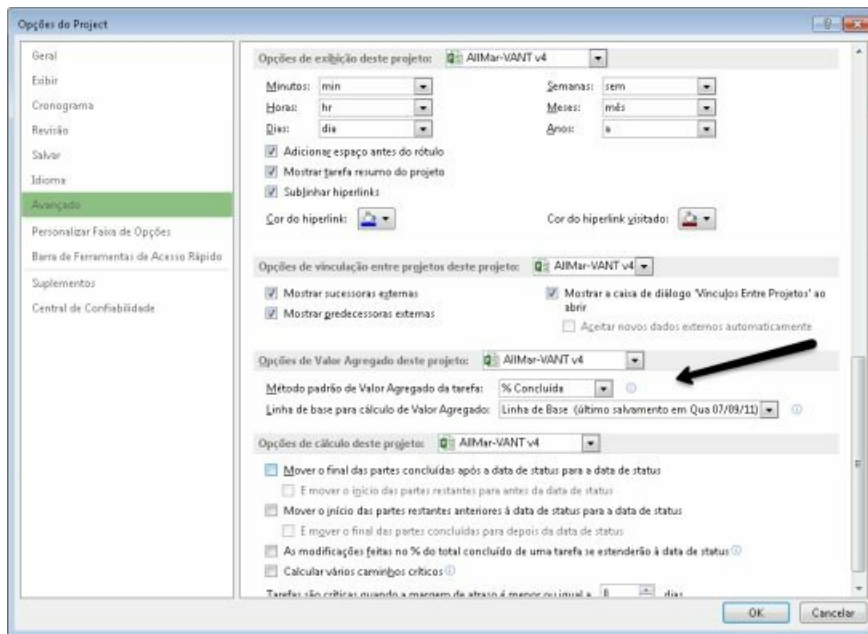 Opções do Project
Geral
Exibir
Cronograma
Revisão
Salvar
Idioma
Avançado
Personalizar Faixa de Opções
Barra de Ferramentas de Acesso Rápido
Suplementos
Central de Confiabilidade
Opções de exibição deste projeto: AllMar-VANT v4
Minutos: min Semanas: sem
Horas: hr Meses: mês
Dias: dia Anos: a
Adicionar espaço antes do rótulo
Mostrar tarefa resumo do projeto
Sublinhar hiperlinks
Cor do hiperlink: Cor do hiperlink visitado:
Opções de vinculação entre projetos deste projeto: AllMar-VANT v4
Mostrar sucessoras externas
Mostrar predecessoras externas
Mostrar a caixa de diálogo 'Vínculos Entre Projetos' ao
abrir
Aceitar novos dados externos automaticamente
Opções de Valor Agregado deste projeto: AllMar-VANT v4
Método padrão de Valor Agregado da tarefa: % Concluída
Linha de base para cálculo de Valor Agregado: Linha de Base (último salvamento em Qua 07/09/11)
Opções de cálculo deste projeto: AllMar-VANT v4
Mover o final das partes concluídas após a data de status para a data de status
E mover o início das partes restantes para antes da data de status
Mover o início das partes restantes anteriores à data de status para a data de status
E mover o final das partes concluídas para depois da data de status
As modificações feitas no % do total concluído de uma tarefa se estenderão à data de status
Calcular vários caminhos críticos
Tarefas são críticas quando a margem de atraso é menor ou igual a 0 dias
OK Cancelar